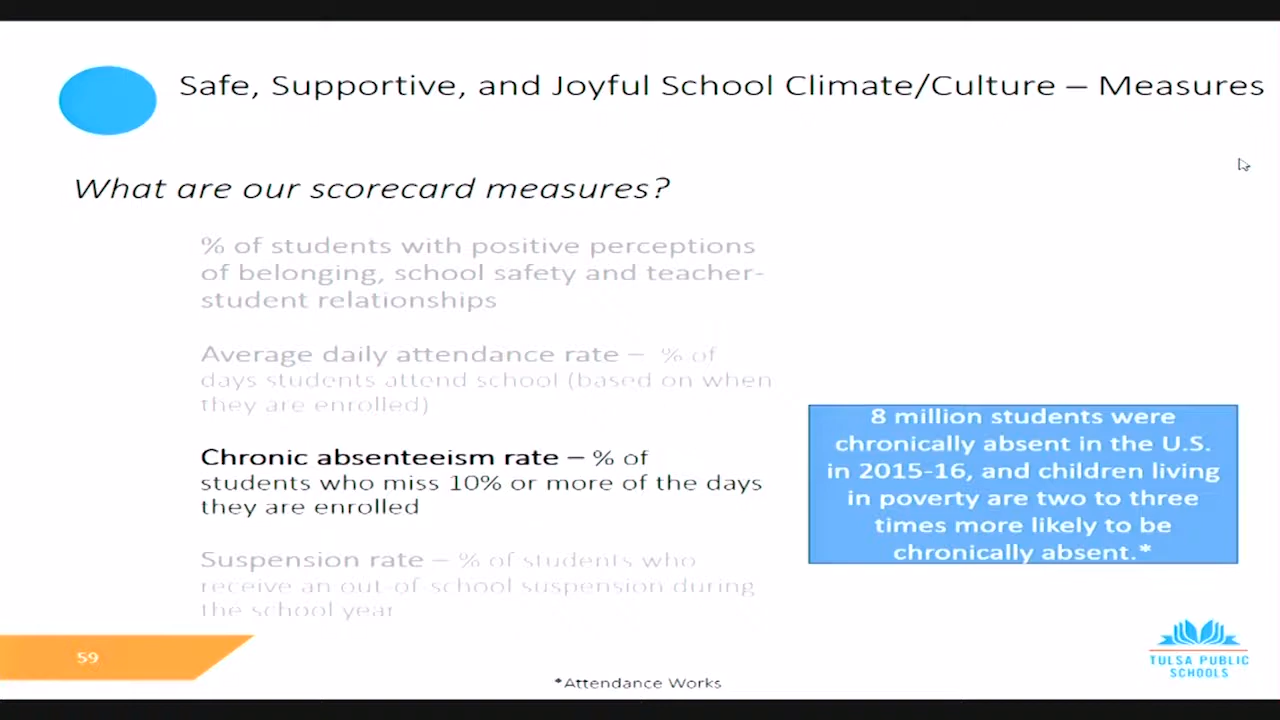 Safe, Supportive, and Joyful School Climate/Culture – Measures
What are our scorecard measures?
% of students with positive perceptions
of belonging, school safety and teacher-
student relationships
Average daily attendance rate – % of
days students attend school (based on when
they are enrolled)
Chronic absenteeism rate – % of
students who miss 10% or more of the days
they are enrolled
Suspension rate – % of students who
receive an out-of-school suspension during
the school year
8 million students were
chronically absent in the U.S.
in 2015-16, and children living
in poverty are two to three
times more likely to be
chronically absent.*
59
*Attendance Works
TULSA PUBLIC
SCHOOLS